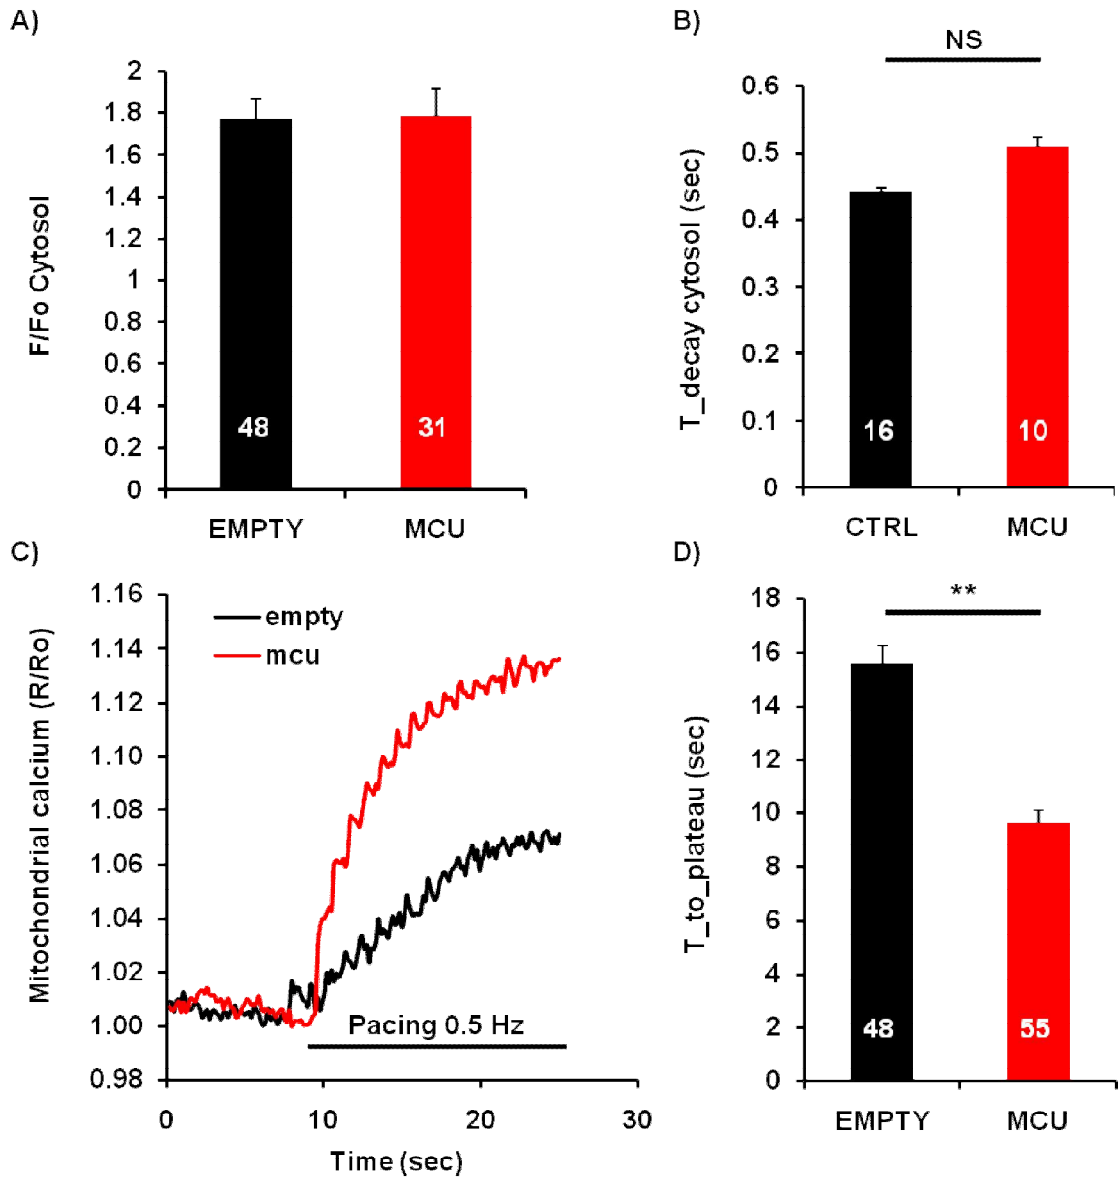 A)
2
1.8
1.6
1.4
1.2
1
0.8
0.6
0.4
0.2
0
F/Fo Cytosol
48
31
EMPTY
MCU
B)
NS
0.6
0.5
0.4
0.3
0.2
0.1
0
T_decay cytosol (sec)
16
10
CTRL
MCU
C)
1.16
1.14
1.12
1.10
1.08
1.06
1.04
1.02
1.00
0.98
Mitochondrial calcium (R/Ro)
empty
mcu
Pacing 0.5 Hz
0
10
20
30
Time (sec)
D)
**
18
16
14
12
10
8
6
4
2
0
T_to_plateau (sec)
48
55
EMPTY
MCU